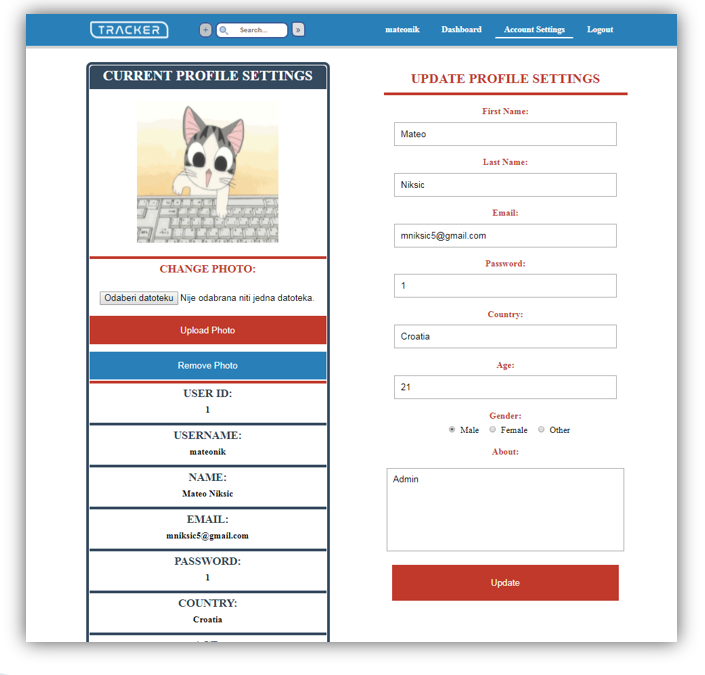 TRACKER + Search... » mateonik Dashboard Account Settings Logout
CURRENT PROFILE SETTINGS
CHANGE PHOTO:
Odaberi datoteku Nije odabrana niti jedna datoteka.
Upload Photo
Remove Photo
USER ID:
1
USERNAME:
mateonik
NAME:
Mateo Niksic
EMAIL:
mniksic5@gmail.com
PASSWORD:
1
COUNTRY:
Croatia
UPDATE PROFILE SETTINGS
First Name:
Mateo
Last Name:
Niksic
Email:
mniksic5@gmail.com
Password:
1
Country:
Croatia
Age:
21
Gender:
Male Female Other
About:
Admin
Update